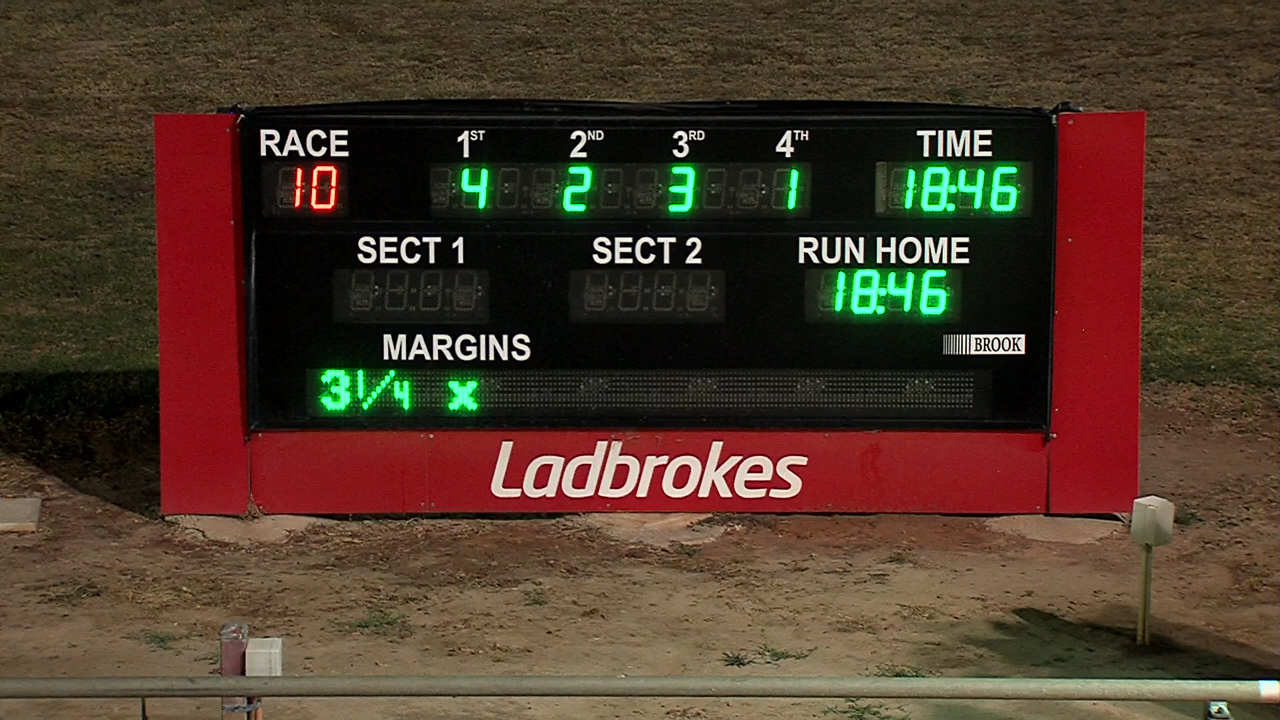 RACE 1ST 2ND 3RD 4TH TIME
10 4 2 3 1 18:46
SECT 1 SECT 2 RUN HOME
18:46
MARGINS
BROOK
3 1/4 x
Ladbrokes